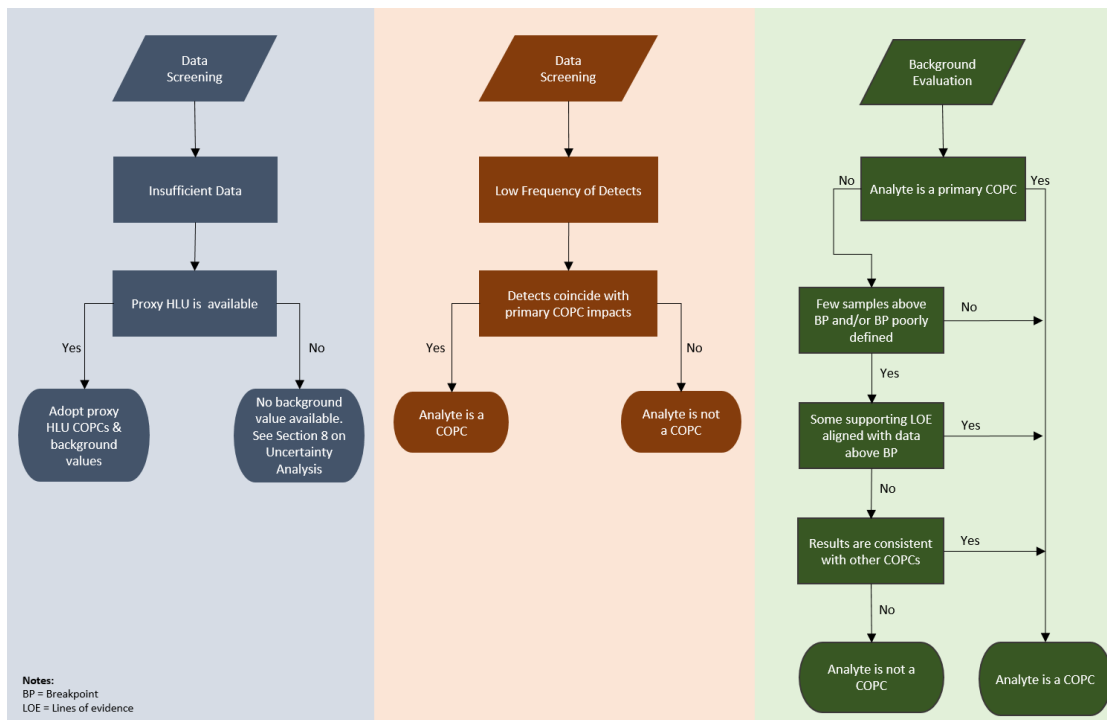 Data
Screening
Insufficient Data
Proxy HLU is available
Yes
No
Adopt proxy
HLU COPCs &
background
values
No background
value available.
See Section 8 on
Uncertainty
Analysis
Notes:
BP = Breakpoint
LOE = Lines of evidence
Data
Screening
Low Frequency of Detects
Detects coincide with
primary COPC impacts
Yes
No
Analyte is a
COPC
Analyte is not
a COPC
Background
Evaluation
No
Analyte is a primary COPC
Yes
Few samples above
BP and/or BP poorly
defined
No
Yes
Some supporting LOE
aligned with data
above BP
Yes
No
Results are consistent
with other COPCs
Yes
No
Analyte is not a
COPC
Analyte is a COPC